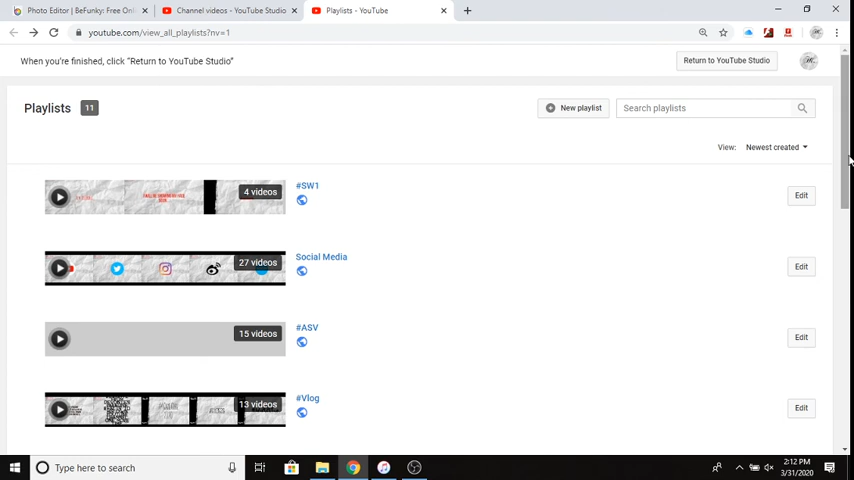 Photo Editor | BeFunky: Free Onli
Channel videos - YouTube Studio
Playlists - YouTube
youtube.com/view_all_playlists?nv=1
When you're finished, click "Return to YouTube Studio"
Return to YouTube Studio
Playlists 11
New playlist
Search playlists
View: Newest created
4 videos
#SW1
Edit
27 videos
Social Media
Edit
15 videos
#ASV
Edit
13 videos
#Vlog
Edit
Type here to search
2:12 PM
3/31/2020